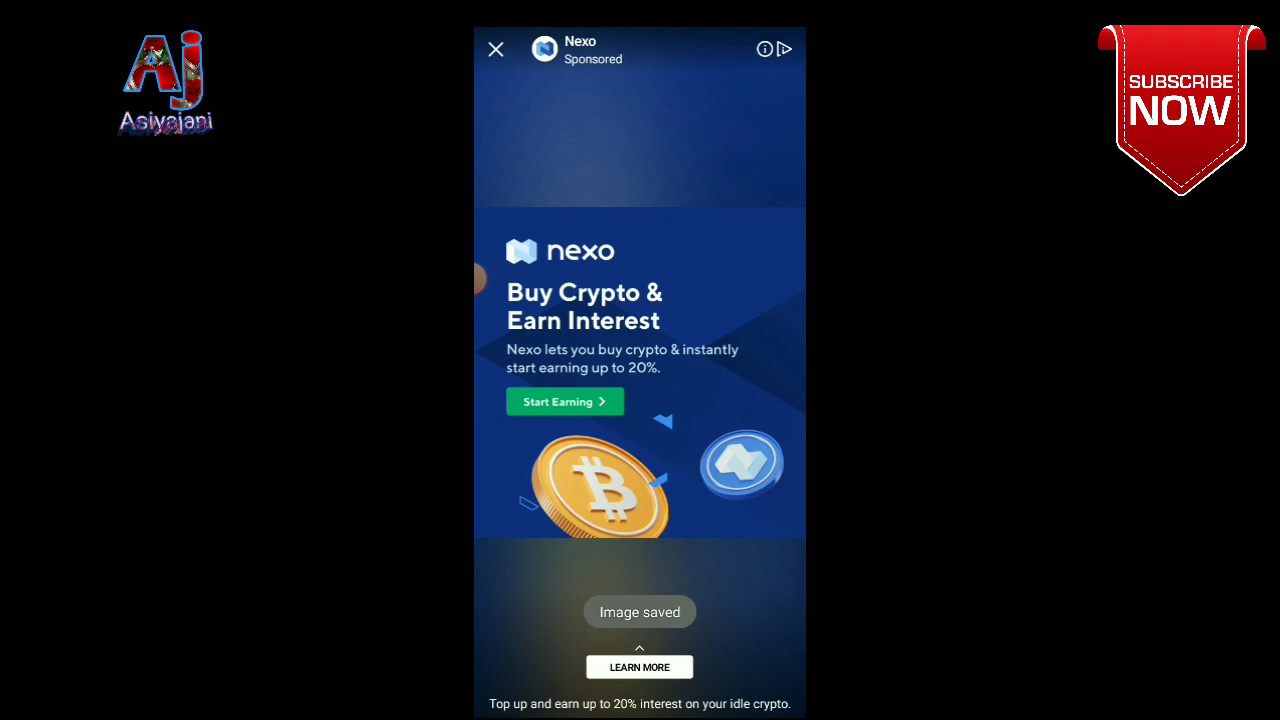 Aj
Asiyajani
SUBSCRIBE
NOW
Nexo
Sponsored
nexo
Buy Crypto &
Earn Interest
Nexo lets you buy crypto & instantly
start earning up to 20%.
Start Earning
Image saved
LEARN MORE
Top up and earn up to 20% interest on your idle crypto.